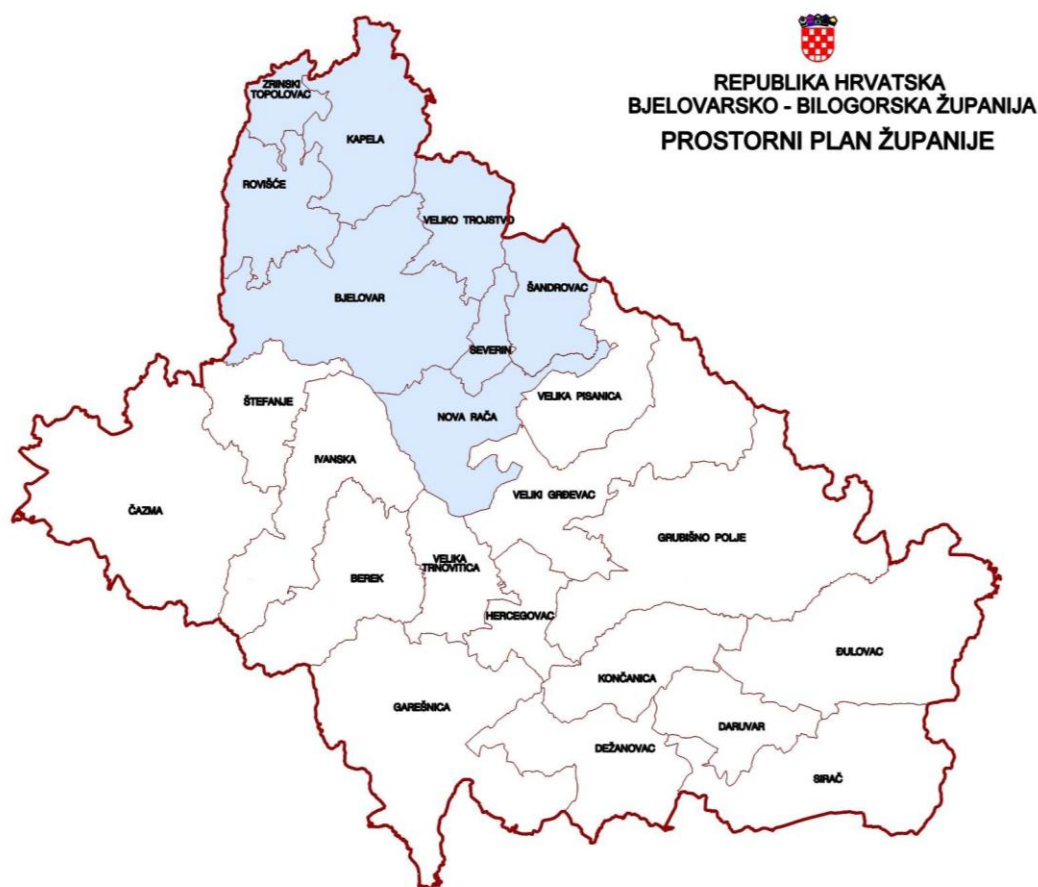 REPUBLIKA HRVATSKA
BJELOVARSKO - BILOGORSKA ŽUPANIJA
PROSTORNI PLAN ŽUPANIJE
ZRINSKI
TOPOLOVAC
KAPELA
ROVIŠĆE
VELIKO TROJSTVO
BJELOVAR
ŠANDROVAC
ŠEVERIN
ŠTEFANJE
NOVA RAČA
VELIKA PISANICA
IVANSKA
ČAZMA
VELIKI GRĐEVAC
GRUBIŠNO POLJE
BEREK
VELIKA
TRNOVITICA
HERCEGOVAC
ĐULOVAC
KONČANICA
GAREŠNICA
DARUVAR
DEŽANOVAC
SIRAČ